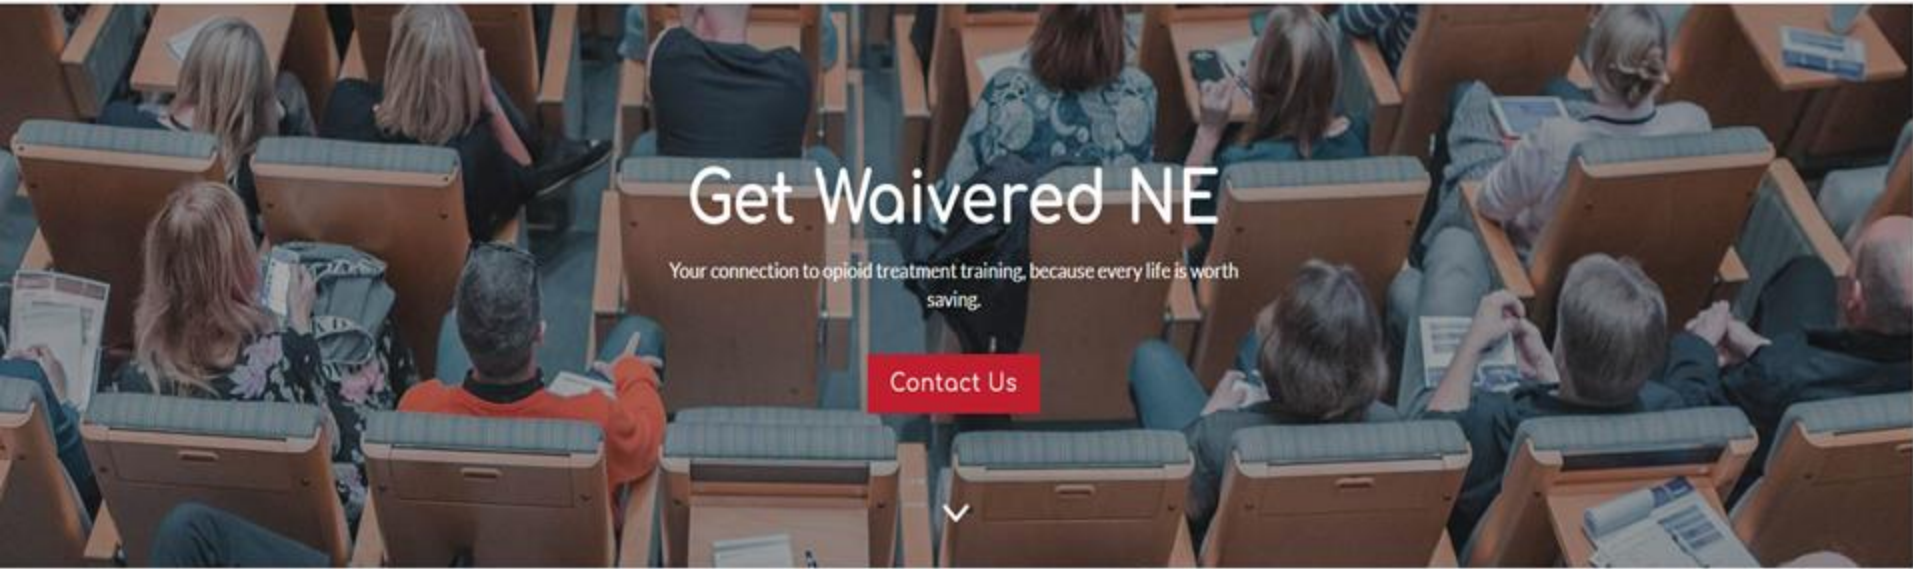 Get Waivered NE
Your connection to opioid treatment training, because every life is worth
saving.
Contact Us